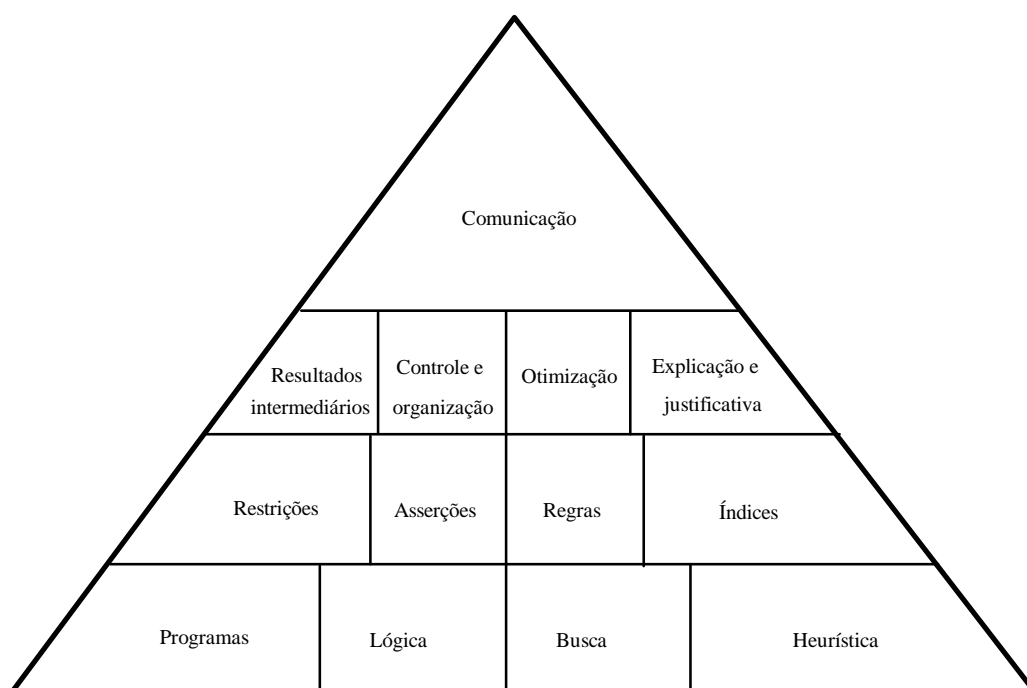 Comunicação
Resultados
intermediários
Controle e
organização
Otimização
Explicação e
justificativa
Restrições
Asserções
Regras
Índices
Programas
Lógica
Busca
Heurística